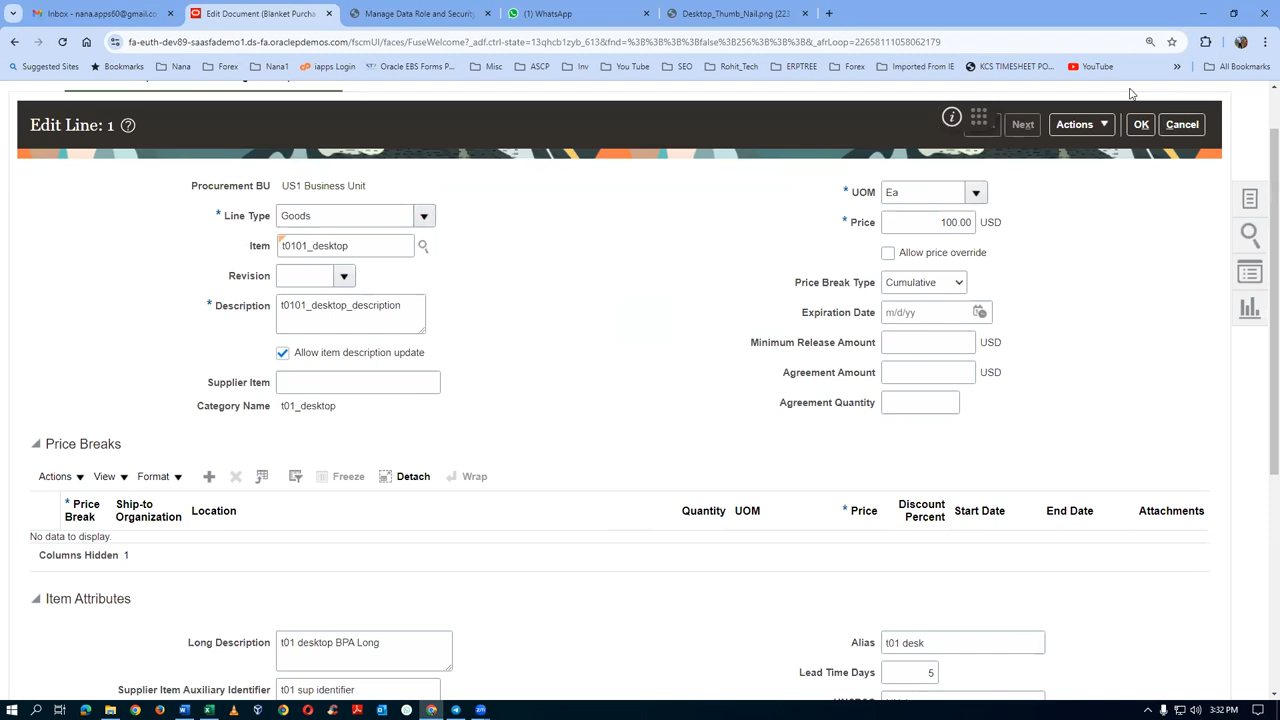 Inbox - nana.apps60@gmail.co
Edit Document (Blanket Purchas
Manage Data Role and Security
(1) WhatsApp
Desktop_Thumb_Nail.png (223
fa-euth-dev89-saasfademo1.ds-fa.oraclepdemos.com/fscmUI/faces/FuseWelcome?_adf.ctrl-state=13qhcb1zyb_613&fnd=%3B%3B%3B%3Bfalse%3B256%3B%3B%3B&_afrLoop=22658111058062179
Suggested Sites
Bookmarks
Nana
Forex
Nana1
iapps Login
Oracle EBS Forms P...
Misc
ASCP
Inv
You Tube
SEO
Rohit_Tech
ERPTREE
Forex
Imported From IE
KCS TIMESHEET PO...
YouTube
All Bookmarks
Edit Line: 1
Next
Actions
OK
Cancel
Procurement BU US1 Business Unit
* Line Type Goods
Item t0101_desktop
Revision
* Description t0101_desktop_description
Allow item description update
Supplier Item
Category Name t01_desktop
* UOM Ea
* Price 100.00 USD
Allow price override
Price Break Type Cumulative
Expiration Date m/d/yy
Minimum Release Amount USD
Agreement Amount USD
Agreement Quantity
Price Breaks
Actions View Format Freeze Detach Wrap
* Price Break
Ship-to Organization
Location
Quantity
UOM
* Price
Discount Percent
Start Date
End Date
Attachments
No data to display.
Columns Hidden 1
Item Attributes
Long Description t01 desktop BPA Long
Supplier Item Auxiliary Identifier t01 sup identifier
Alias t01 desk
Lead Time Days 5
3:32 PM